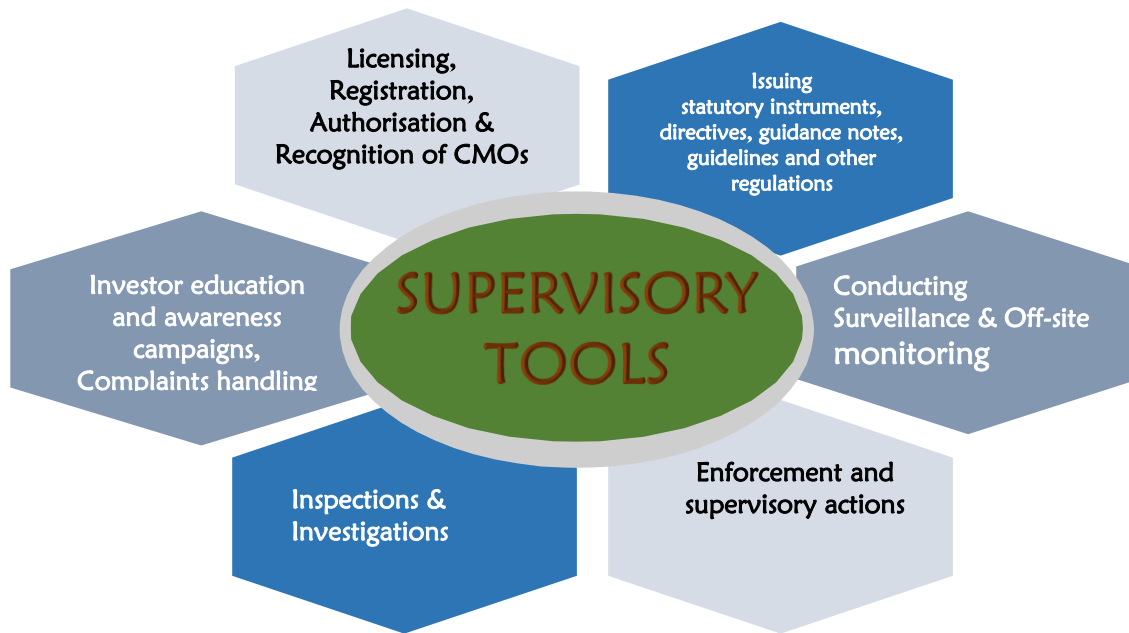 Licensing,
Registration,
Authorisation &
Recognition of CMOs
Issuing
statutory instruments,
directives, guidance notes,
guidelines and other
regulations
Investor education
and awareness
campaigns,
Complaints handling
SUPERVISORY
TOOLS
Conducting
Surveillance & Off-site
monitoring
Inspections &
Investigations
Enforcement and
supervisory actions